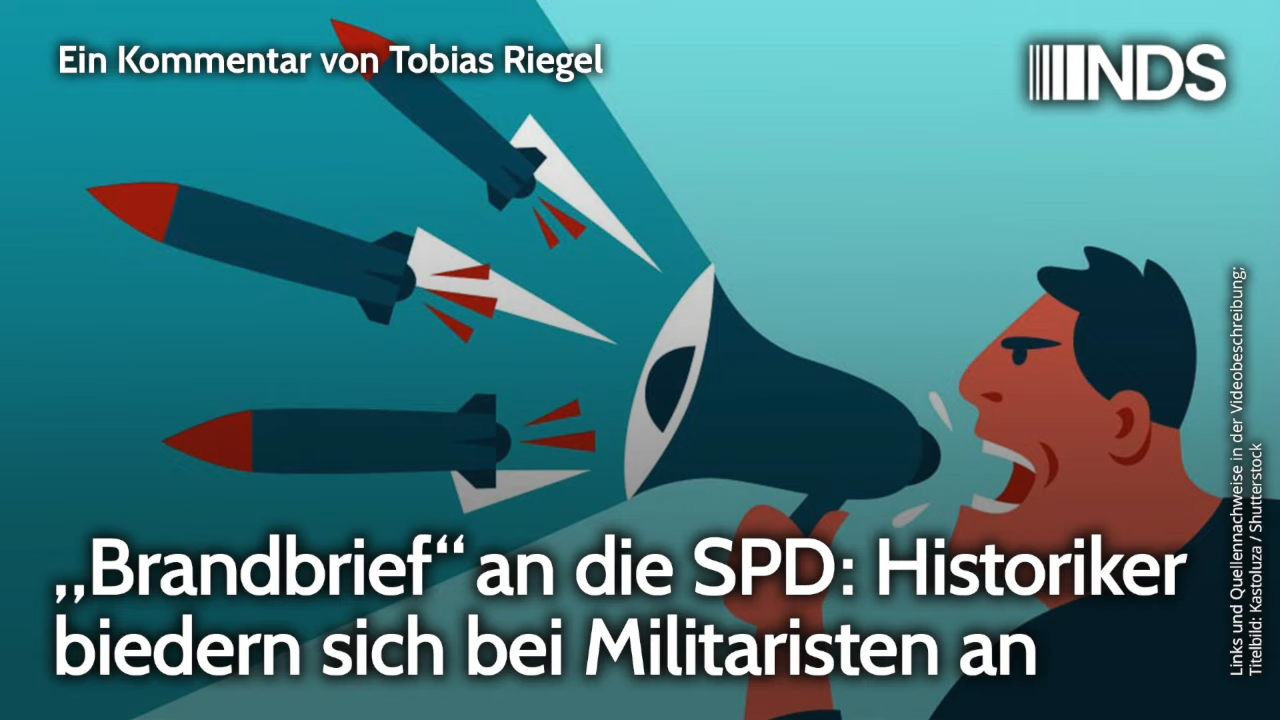 Ein Kommentar von Tobias Riegel
NDS
„Brandbrief“ an die SPD: Historiker
biedern sich bei Militaristen an
Links und Quellennachweise in der Videobeschreibung;
Titelbild: Kastoluza / Shutterstock